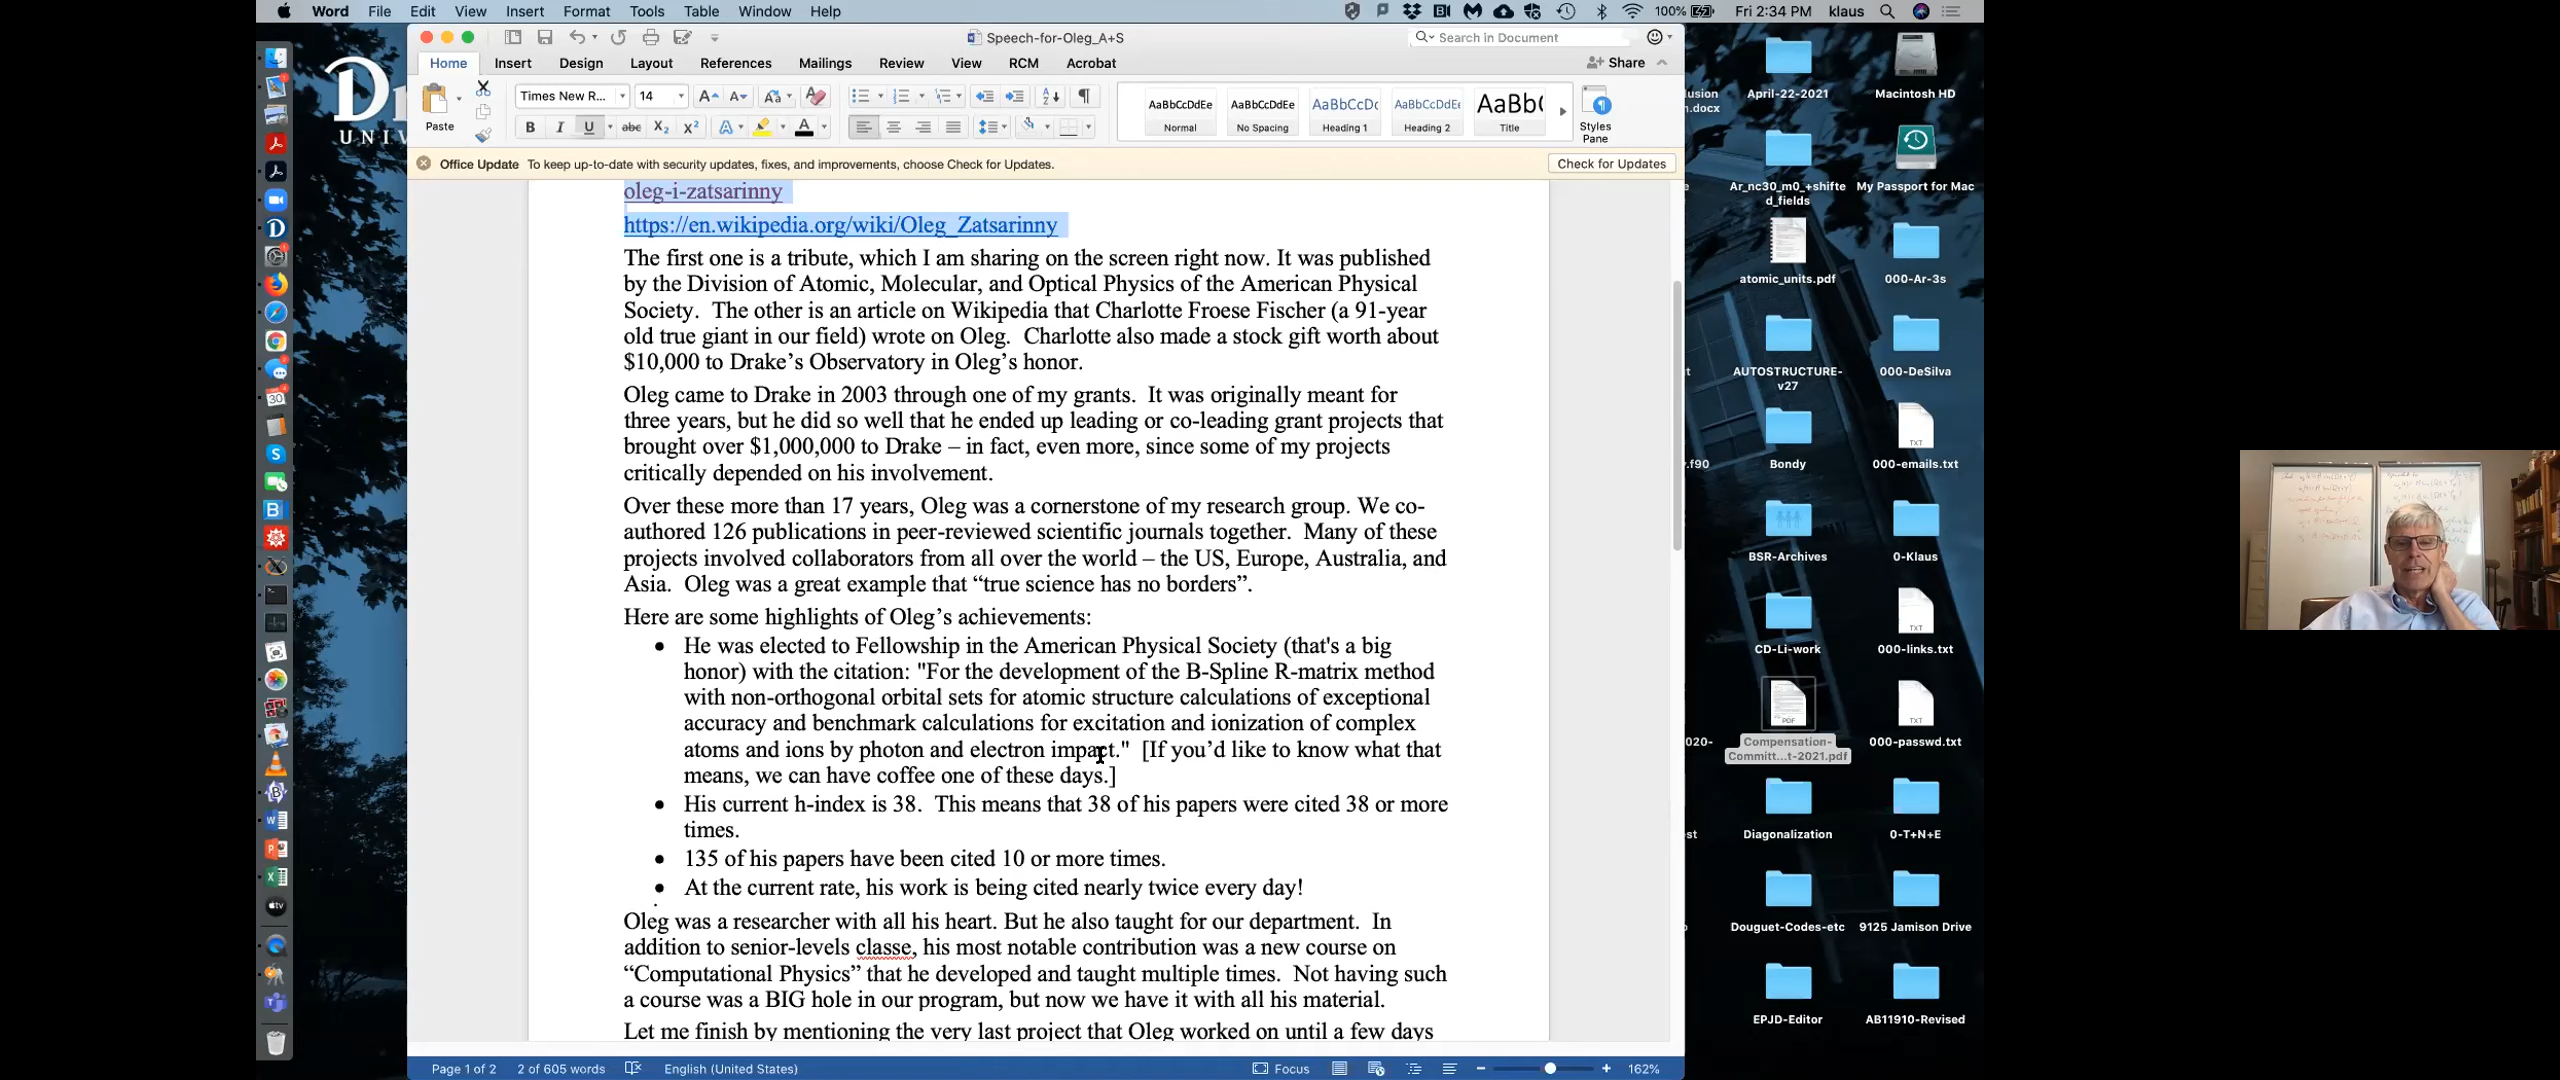 Word File Edit View Insert Format Tools Table Window Help 100% Fri 2:34 PM klaus
Speech-for-Oleg_A+S
Search in Document
Home Insert Design Layout References Mailings Review View RCM Acrobat Share
Paste
Times New R... 14
AaBbCcDdEe AaBbCcDdEe AaBbCcDc AaBbCcDdEe AaBb(
Normal No Spacing Heading 1 Heading 2 Title Styles Pane
Office Update To keep up-to-date with security updates, fixes, and improvements, choose Check for Updates. Check for Updates
oleg-i-zatsarinny
https://en.wikipedia.org/wiki/Oleg_Zatsarinny
The first one is a tribute, which I am sharing on the screen right now. It was published
by the Division of Atomic, Molecular, and Optical Physics of the American Physical
Society. The other is an article on Wikipedia that Charlotte Froese Fischer (a 91-year
old true giant in our field) wrote on Oleg. Charlotte also made a stock gift worth about
$10,000 to Drake’s Observatory in Oleg’s honor.
Oleg came to Drake in 2003 through one of my grants. It was originally meant for
three years, but he did so well that he ended up leading or co-leading grant projects that
brought over $1,000,000 to Drake – in fact, even more, since some of my projects
critically depended on his involvement.
Over these more than 17 years, Oleg was a cornerstone of my research group. We co-
authored 126 publications in peer-reviewed scientific journals together. Many of these
projects involved collaborators from all over the world – the US, Europe, Australia, and
Asia. Oleg was a great example that “true science has no borders”.
Here are some highlights of Oleg’s achievements:
• He was elected to Fellowship in the American Physical Society (that's a big
honor) with the citation: "For the development of the B-Spline R-matrix method
with non-orthogonal orbital sets for atomic structure calculations of exceptional
accuracy and benchmark calculations for excitation and ionization of complex
atoms and ions by photon and electron impact." [If you’d like to know what that
means, we can have coffee one of these days.]
• His current h-index is 38. This means that 38 of his papers were cited 38 or more
times.
• 135 of his papers have been cited 10 or more times.
• At the current rate, his work is being cited nearly twice every day!
Oleg was a researcher with all his heart. But he also taught for our department. In
addition to senior-levels classe, his most notable contribution was a new course on
“Computational Physics” that he developed and taught multiple times. Not having such
a course was a BIG hole in our program, but now we have it with all his material.
Let me finish by mentioning the very last project that Oleg worked on until a few days
Page 1 of 2 2 of 605 words English (United States) Focus 162%
April-22-2021
Macintosh HD
Ar_nc30_m0_+shifte
d_fields
My Passport for Mac
atomic_units.pdf
000-Ar-3s
AUTOSTRUCTURE-
v27
000-DeSilva
Bondy
000-emails.txt
BSR-Archives
0-Klaus
CD-Li-work
000-links.txt
Compensation-
Committ...t-2021.pdf
000-passwd.txt
Diagonalization
0-T+N+E
Douguet-Codes-etc
9125 Jamison Drive
EPJD-Editor
AB11910-Revised